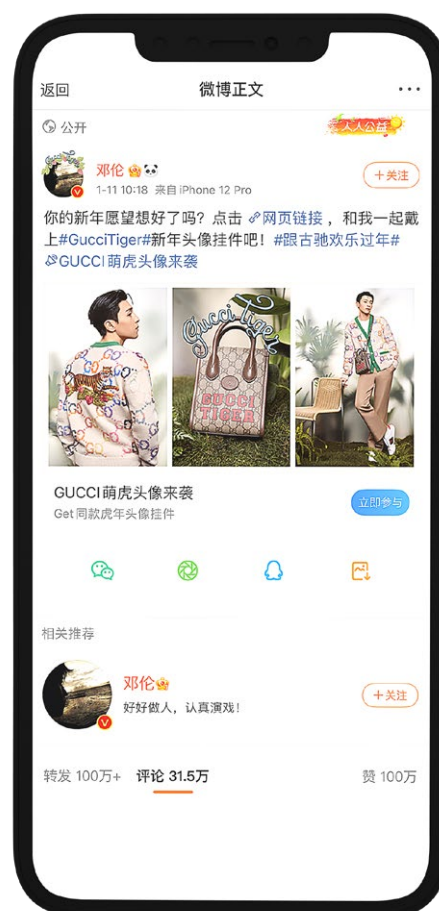 返回 微博正文 ...
公开 人人公益
邓伦
1-11 10:18 来自 iPhone 12 Pro
+关注
你的新年愿望想好了吗？点击 网页链接 ，和我一起戴
上#GucciTiger#新年头像挂件吧！#跟古驰欢乐过年#
GUCCI萌虎头像来袭
Gucci Tiger
GUCCI
TIGER
GUCCI萌虎头像来袭
Get同款虎年头像挂件
立即参与
相关推荐
邓伦
好好做人，认真演戏！
+关注
转发 100万+ 评论 31.5万 赞 100万